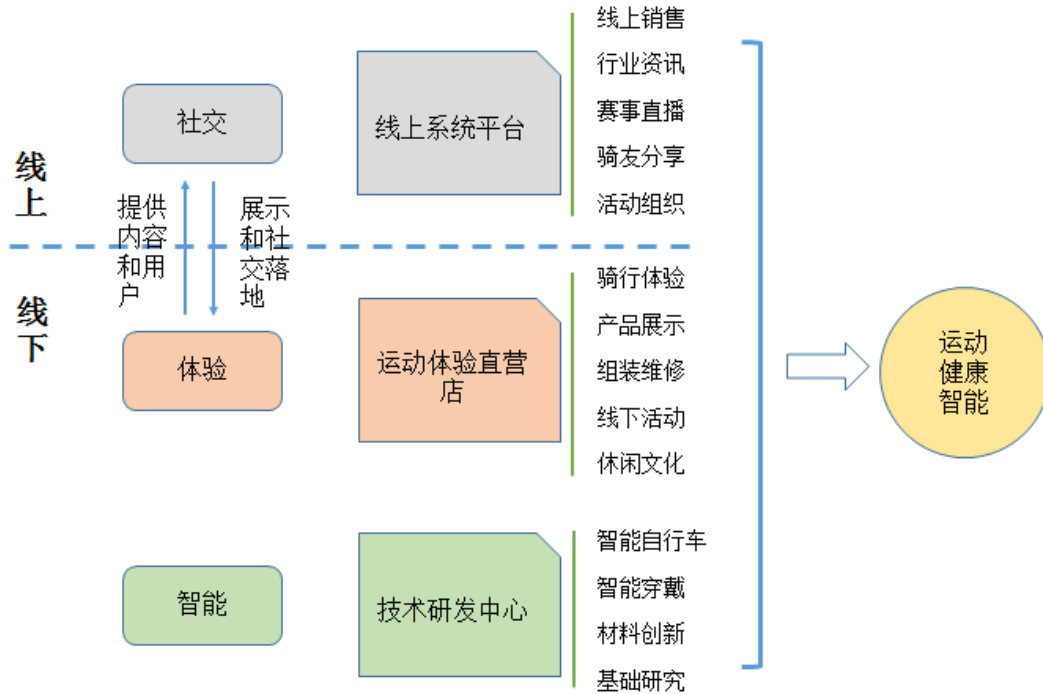 线上
社交
提供
内容
和用
户
展示
和社
交落
地
线上系统平台
线上销售
行业资讯
赛事直播
骑友分享
活动组织
线下
体验
运动体验直营
店
骑行体验
产品展示
组装维修
线下活动
休闲文化
智能
技术研发中心
智能自行车
智能穿戴
材料创新
基础研究
运动
健康
智能